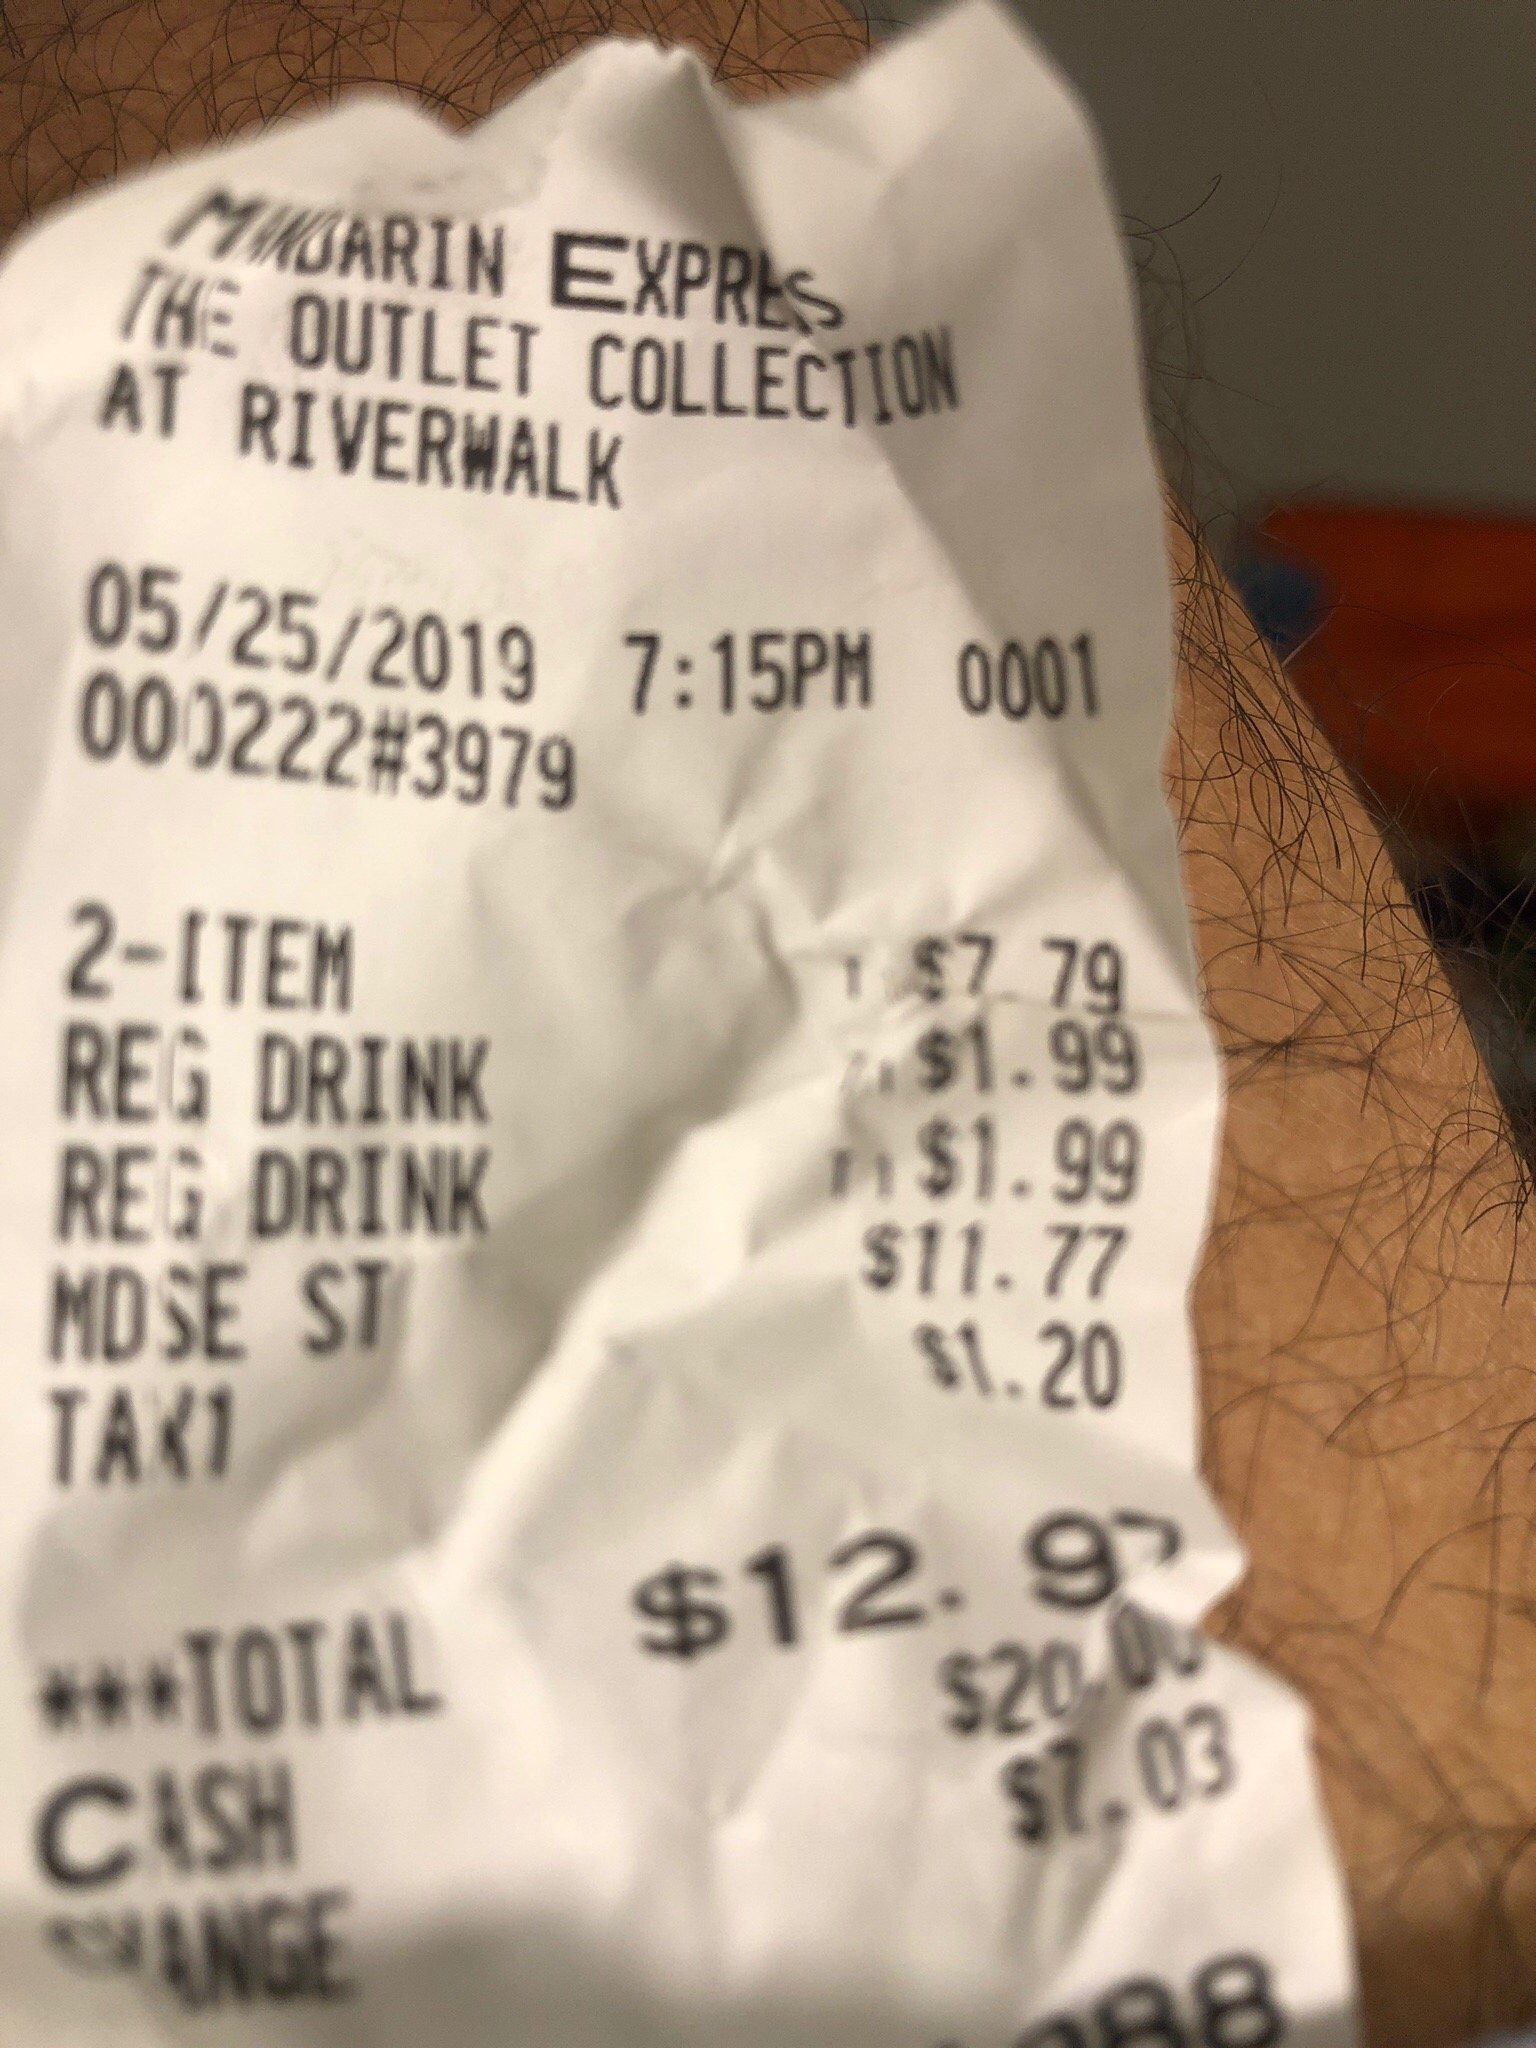 MANDARIN EXPRES
THE OUTLET COLLECTION
AT RIVERWALK
05/25/2019 7:15PM 0001
000222#3979
2-ITEM $7 79
REG DRINK $1.99
REG DRINK $1.99
MDSE ST $11.77
TAX1 $1.20
***TOTAL $12.97
CASH $20.00
CHANGE $7.03